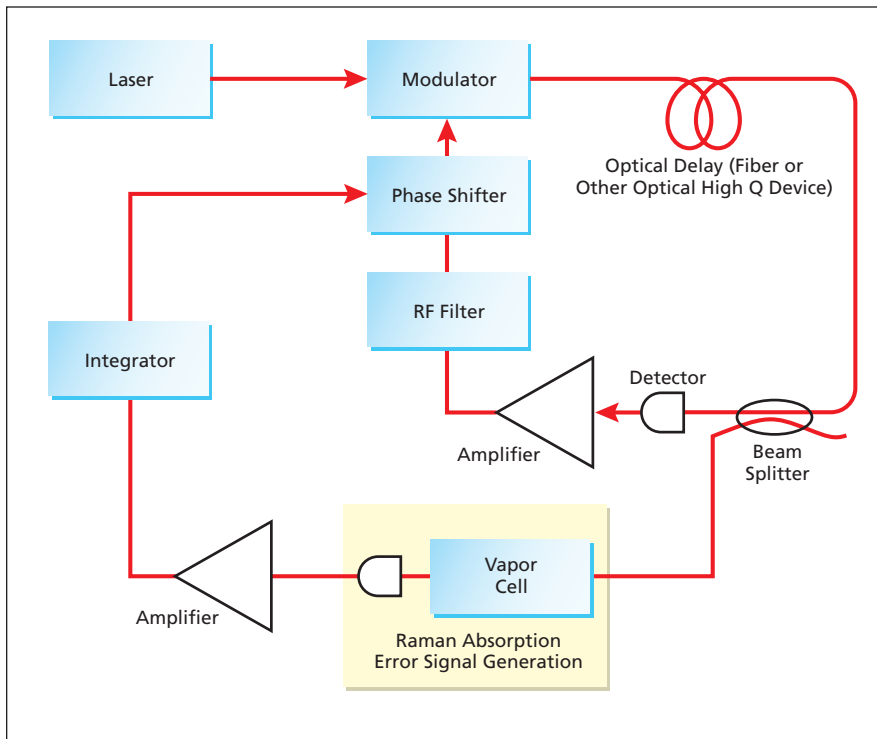 Laser
Modulator
Optical Delay (Fiber or
Other Optical High Q Device)
Phase Shifter
RF Filter
Integrator
Detector
Amplifier
Beam
Splitter
Vapor
Cell
Amplifier
Raman Absorption
Error Signal Generation